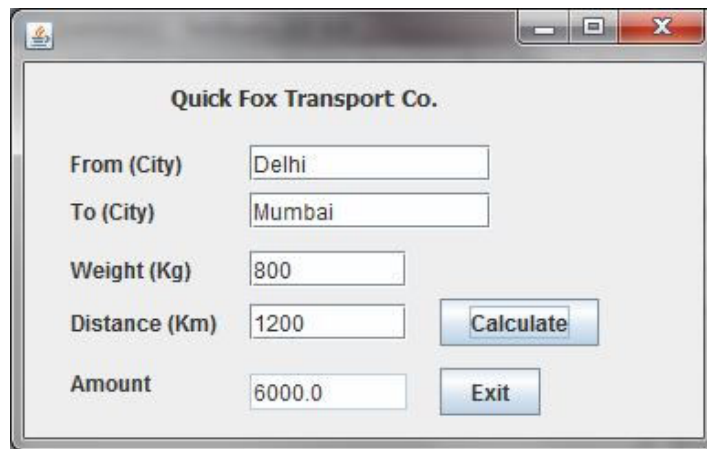 Quick Fox Transport Co.
From (City) Delhi
To (City) Mumbai
Weight (Kg) 800
Distance (Km) 1200 Calculate
Amount 6000.0 Exit